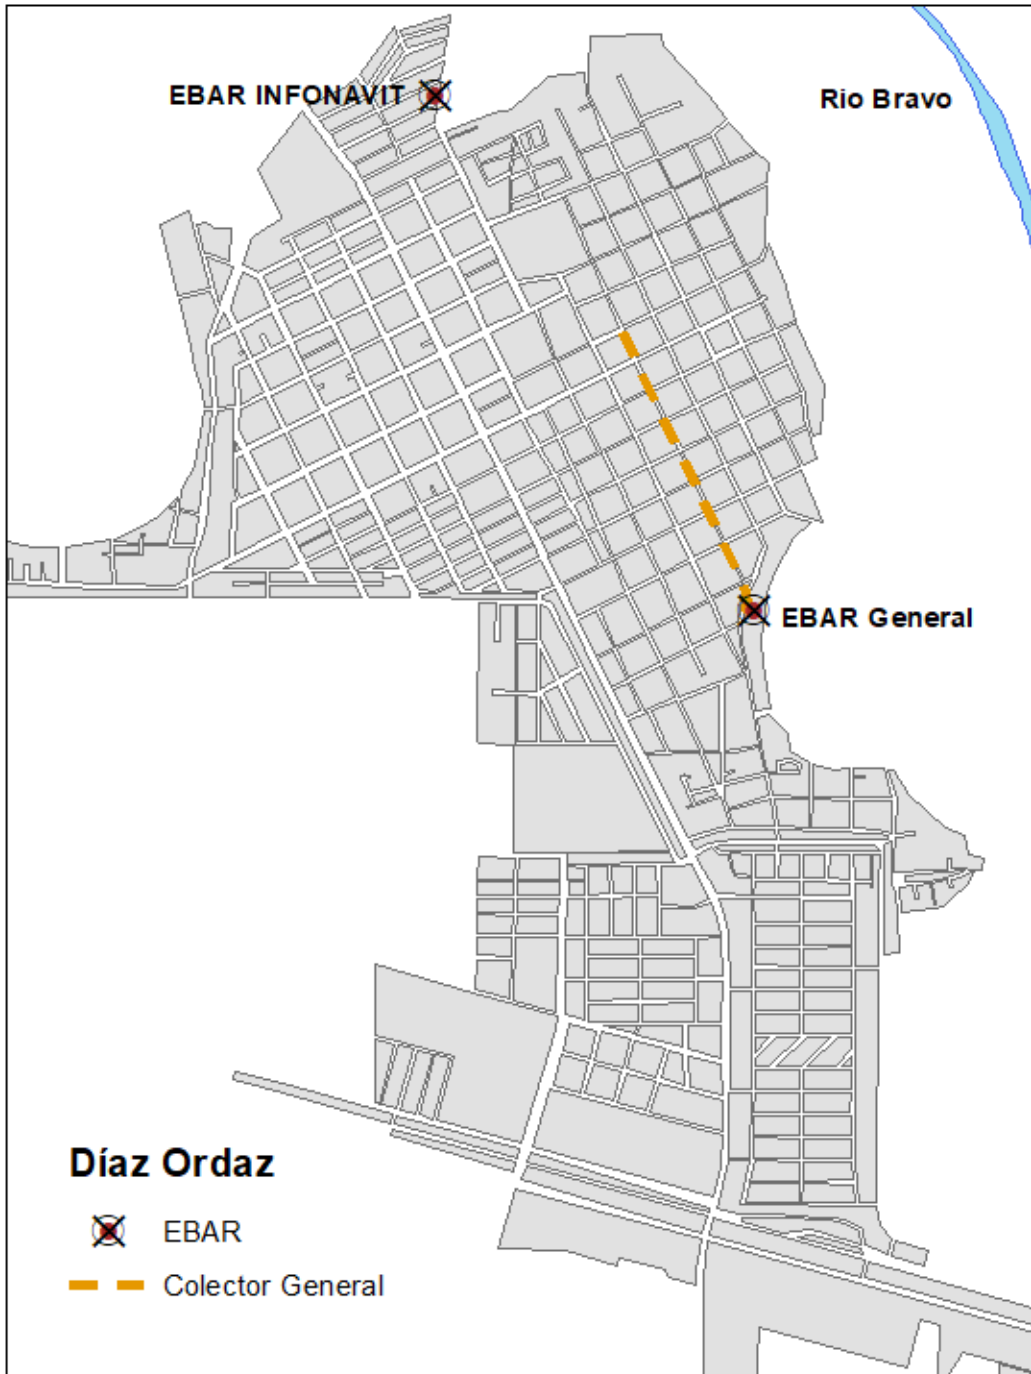 EBAR INFONAVIT
Rio Bravo
EBAR General
Díaz Ordaz
EBAR
Colector General